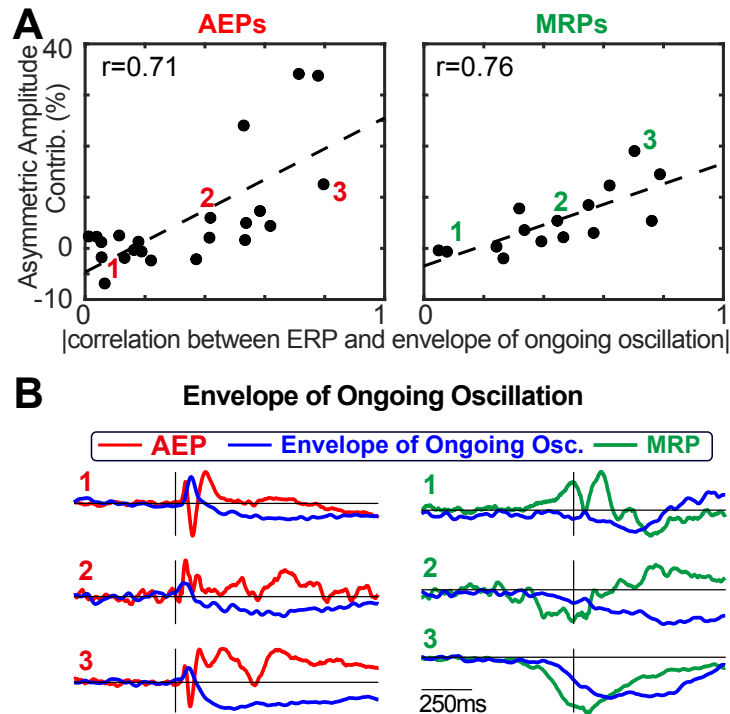 A
AEPs
MRPs
Asymmetric Amplitude
Contrib. (%)
40
0
-10
r=0.71
1
2
3
r=0.76
1
2
3
0
1
0
1
|correlation between ERP and envelope of ongoing oscillation|
B
Envelope of Ongoing Oscillation
AEP
Envelope of Ongoing Osc.
MRP
1
1
2
2
3
3
250ms